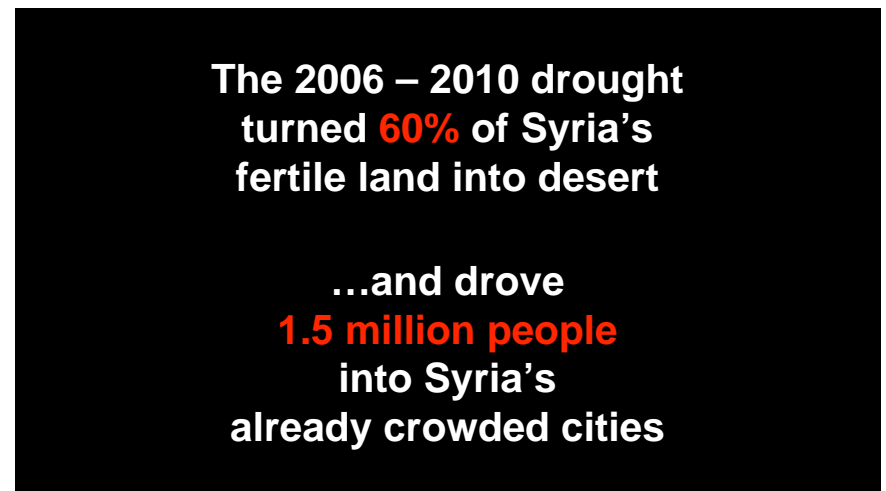 The 2006 – 2010 drought
turned 60% of Syria’s
fertile land into desert
…and drove
1.5 million people
into Syria’s
already crowded cities